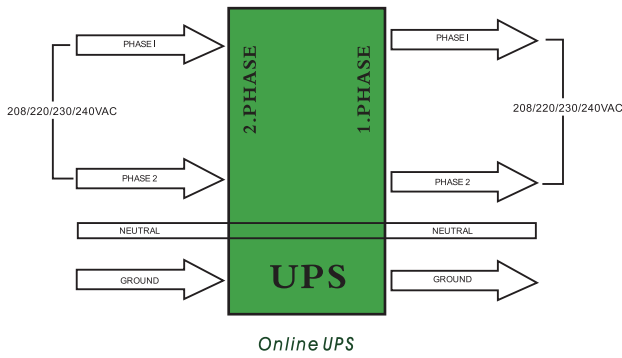 PHASE I
PHASE I
2.PHASE
1.PHASE
208/220/230/240VAC
208/220/230/240VAC
PHASE 2
PHASE 2
NEUTRAL
NEUTRAL
GROUND
UPS
GROUND
Online UPS